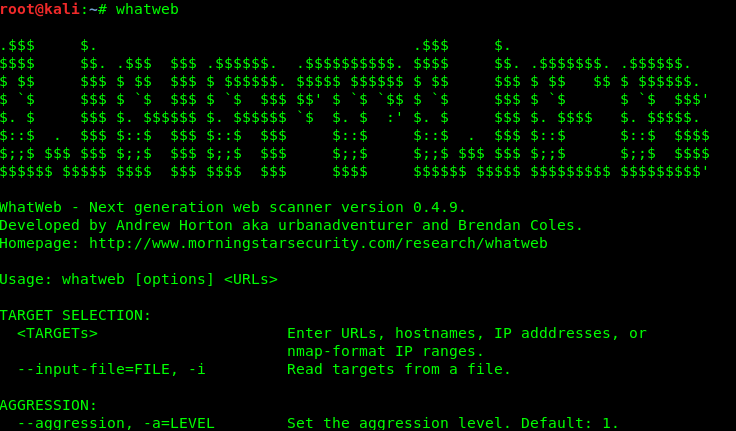 root@kali:~# whatweb
.$$$     $.                                   .$$$     $.
$$$$     $$. .$$$  $$$ .$$$$$$.  .$$$$$$$$$$. $$$$     $$. .$$$$$$$. .$$$$$$.
$ $$     $$$ $ $$  $$$ $ $$$$$$. $$$$$ $$$$$$ $ $$     $$$ $ $$   $$ $ $$$$$$.
$ `$     $$$ $ `$  $$$ $ `$  $$$ $$' $ `$ `$$ $ `$     $$$ $ `$      $ `$  $$$'
$. $     $$$ $. $$$$$$ $. $$$$$$ `$  $. $  :' $. $     $$$ $. $$$$   $. $$$$$.
$::$  .  $$$ $::$  $$$ $::$  $$$     $::$     $::$  .  $$$ $::$      $::$  $$$$
$;;$ $$$ $$$ $;;$  $$$ $;;$  $$$     $;;$     $;;$ $$$ $$$ $;;$      $;;$  $$$$
$$$$$$ $$$$$ $$$$  $$$ $$$$  $$$     $$$$     $$$$$$ $$$$$ $$$$$$$$$ $$$$$$$$$'
WhatWeb - Next generation web scanner version 0.4.9.
Developed by Andrew Horton aka urbanadventurer and Brendan Coles.
Homepage: http://www.morningstarsecurity.com/research/whatweb
Usage: whatweb [options] <URLs>
TARGET SELECTION:
  <TARGETs>                     Enter URLs, hostnames, IP adddresses, or
                                nmap-format IP ranges.
  --input-file=FILE, -i         Read targets from a file.
AGGRESSION:
  --aggression, -a=LEVEL        Set the aggression level. Default: 1.